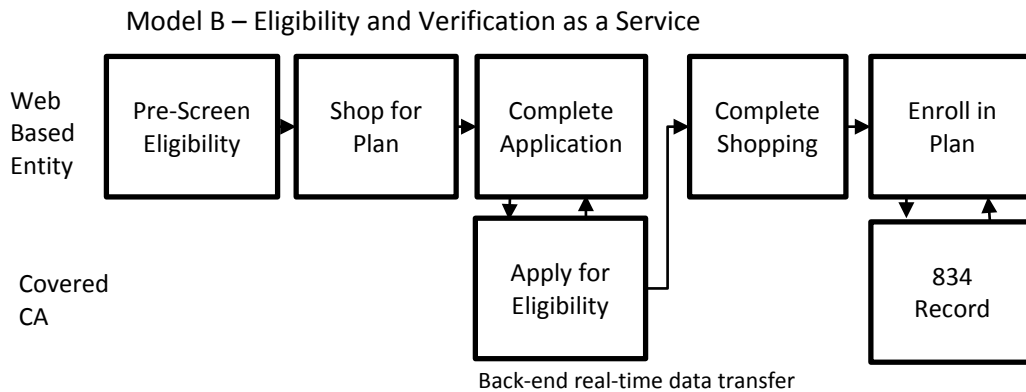 Model B – Eligibility and Verification as a Service
Web
Based
Entity
Pre-Screen
Eligibility
Shop for
Plan
Complete
Application
Complete
Shopping
Enroll in
Plan
Covered
CA
Apply for
Eligibility
834
Record
Back-end real-time data transfer